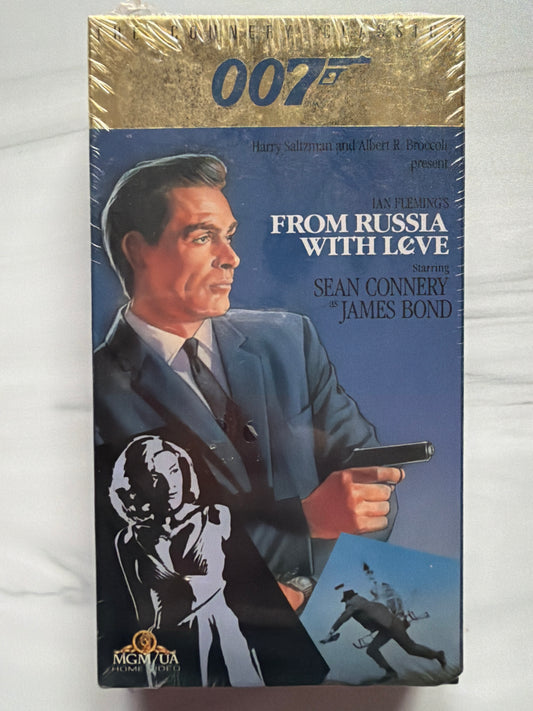 THE CONNERY CLASSICS
007
Harry Saltzman and Albert R. Broccoli
present
IAN FLEMING'S
FROM RUSSIA
WITH LOVE
starring
SEAN CONNERY
as JAMES BOND
MGM/UA
HOME VIDEO